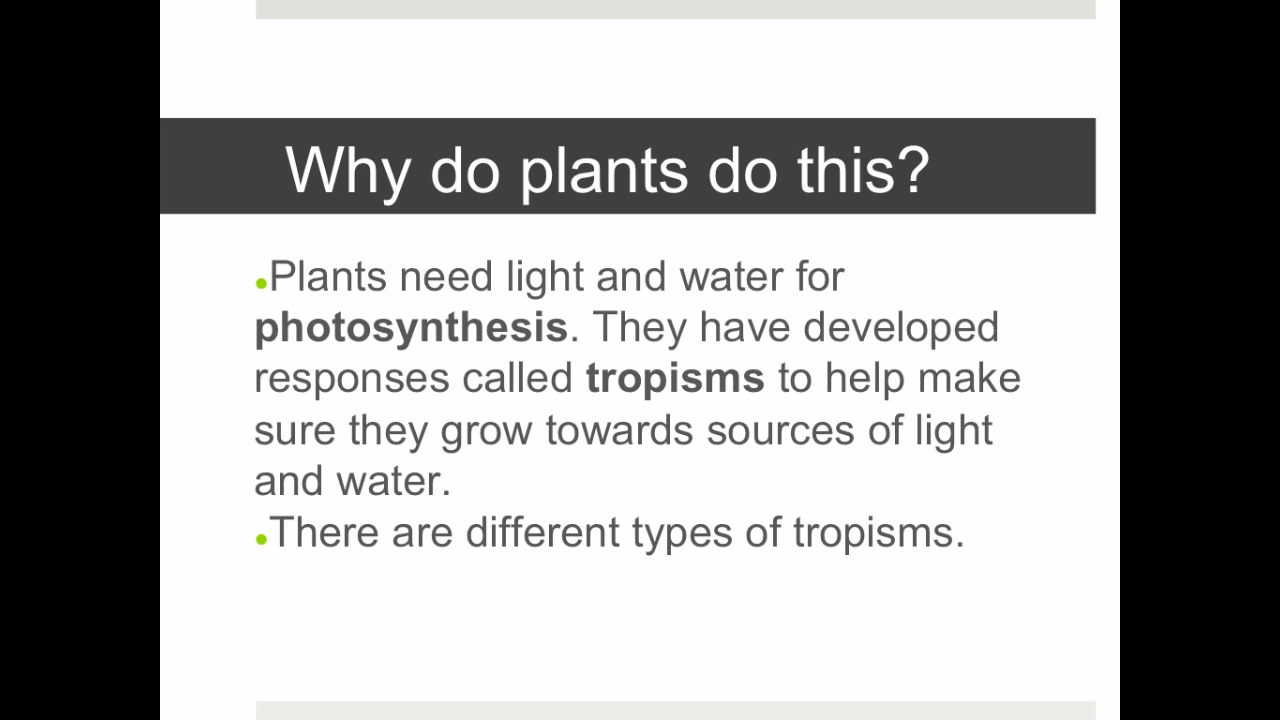 Why do plants do this?
●Plants need light and water for
photosynthesis. They have developed
responses called tropisms to help make
sure they grow towards sources of light
and water.
●There are different types of tropisms.